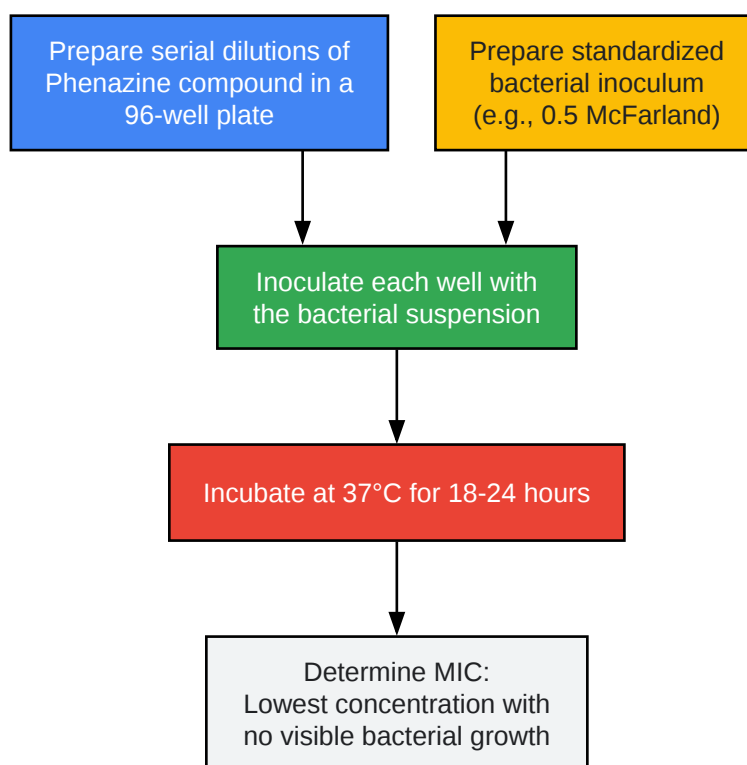 Prepare serial dilutions of
Phenazine compound in a
96-well plate
Prepare standardized
bacterial inoculum
(e.g., 0.5 McFarland)
Inoculate each well with
the bacterial suspension
Incubate at 37°C for 18-24 hours
Determine MIC:
Lowest concentration with
no visible bacterial growth